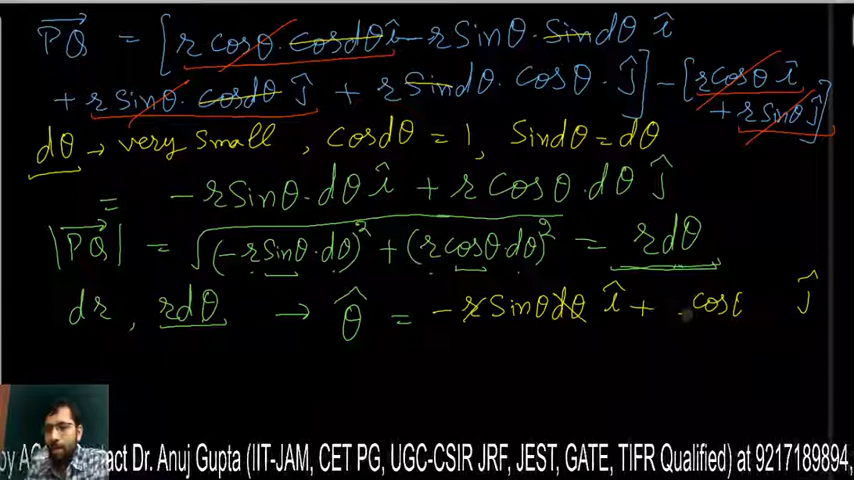 PQ⃗ = [r cosθ. cosdθ î - r Sinθ. Sindθ î
+ r sinθ. cosdθ ĵ + r Sindθ. cosθ. ĵ] - [r cosθ î
+ r sinθ ĵ]
dθ → very small, cosdθ = 1, Sindθ = dθ
= - r Sinθ. dθ î + r cosθ. dθ ĵ
|PQ⃗| = √(-r Sinθ. dθ)² + (r cosθ. dθ)² = r dθ
dr, r dθ → θ̂ = - r Sinθ dθ î + cos ĵ
act Dr. Anuj Gupta (IIT-JAM, CET PG, UGC-CSIR JRF, JEST, GATE, TIFR Qualified) at 9217189894,